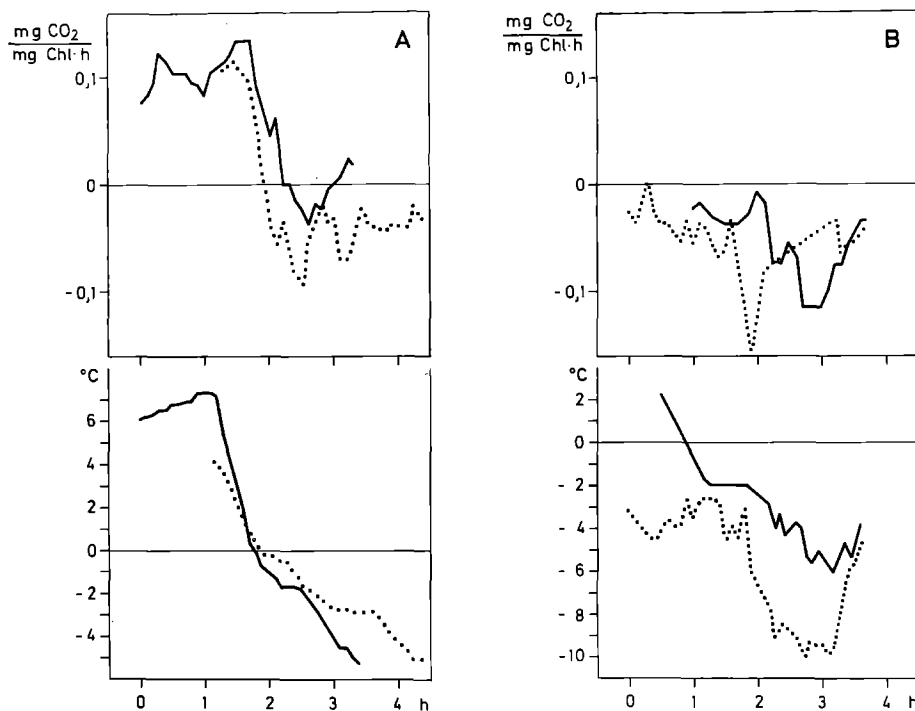 mg CO2
mg Chl·h
A
0,1
0
- 0,1
mg CO2
mg Chl·h
B
0,1
0
- 0,1
°C
6
4
2
0
- 2
- 4
0 1 2 3 4 h
°C
2
0
- 2
- 4
- 6
- 8
- 10
0 1 2 3 4 h